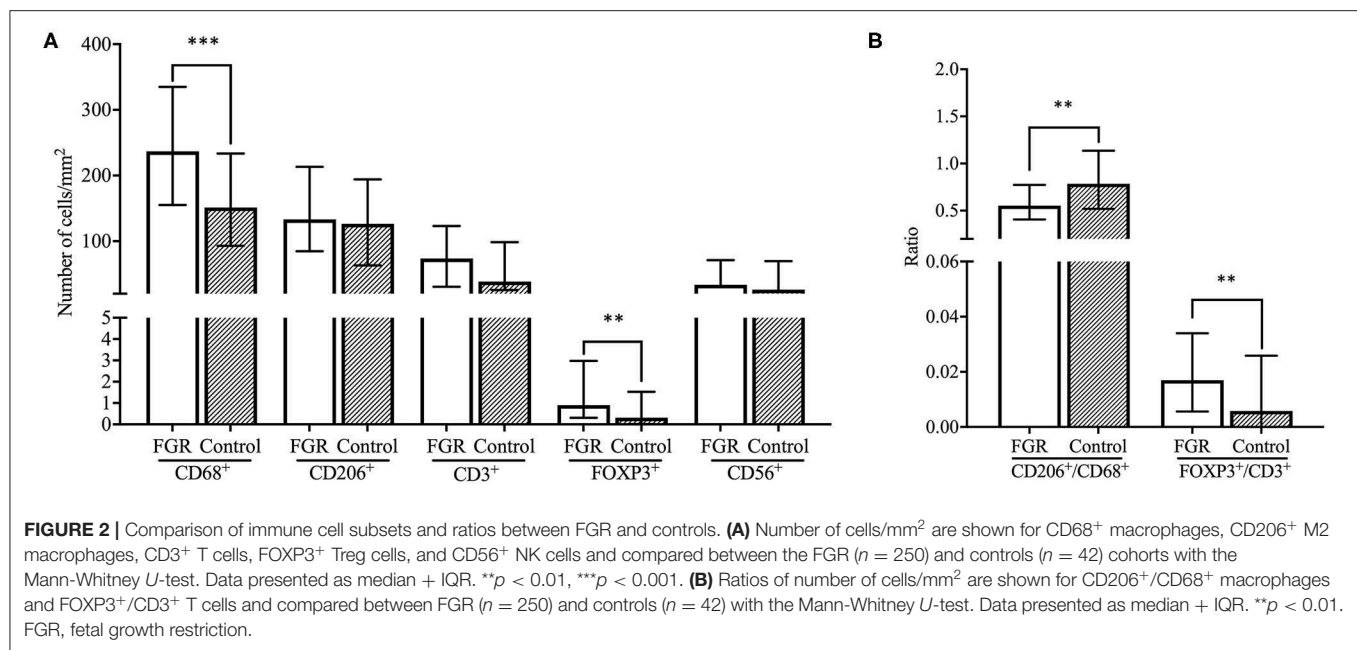 A
B
***
**
**
**
400
300
200
100
5
4
3
2
1
0
Number of cells/mm²
FGR Control FGR Control FGR Control FGR Control FGR Control
CD68⁺ CD206⁺ CD3⁺ FOXP3⁺ CD56⁺
2.0
1.5
1.0
0.5
0.06
0.04
0.02
0.00
Ratio
FGR Control FGR Control
CD206⁺/CD68⁺ FOXP3⁺/CD3⁺
FIGURE 2 | Comparison of immune cell subsets and ratios between FGR and controls. (A) Number of cells/mm² are shown for CD68⁺ macrophages, CD206⁺ M2
macrophages, CD3⁺ T cells, FOXP3⁺ Treg cells, and CD56⁺ NK cells and compared between the FGR (n = 250) and controls (n = 42) cohorts with the
Mann-Whitney U-test. Data presented as median + IQR. **p < 0.01, ***p < 0.001. (B) Ratios of number of cells/mm² are shown for CD206⁺/CD68⁺ macrophages
and FOXP3⁺/CD3⁺ T cells and compared between FGR (n = 250) and controls (n = 42) with the Mann-Whitney U-test. Data presented as median + IQR. **p < 0.01.
FGR, fetal growth restriction.